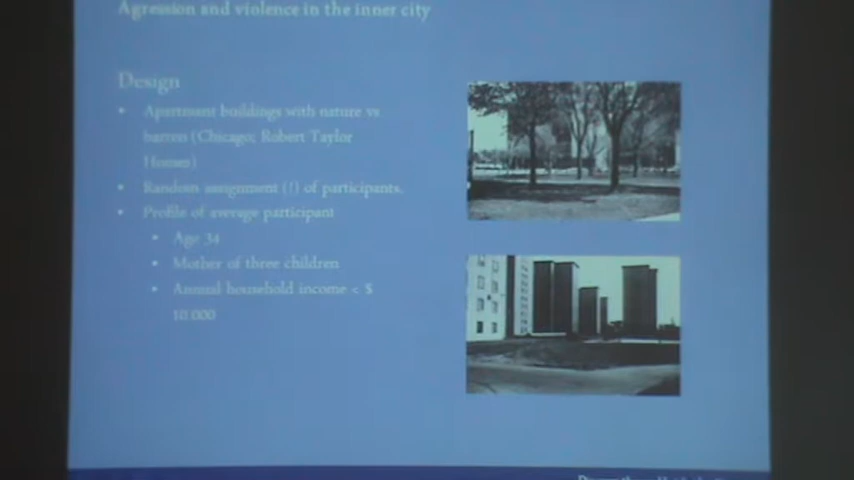 Agression and violence in the inner city
Design
• Apartment buildings with nature vs
barren (Chicago; Robert Taylor
Homes)
• Random assignment (!) of participants.
• Profile of average participant
• Age 34
• Mother of three children
• Annual household income < $
10.000